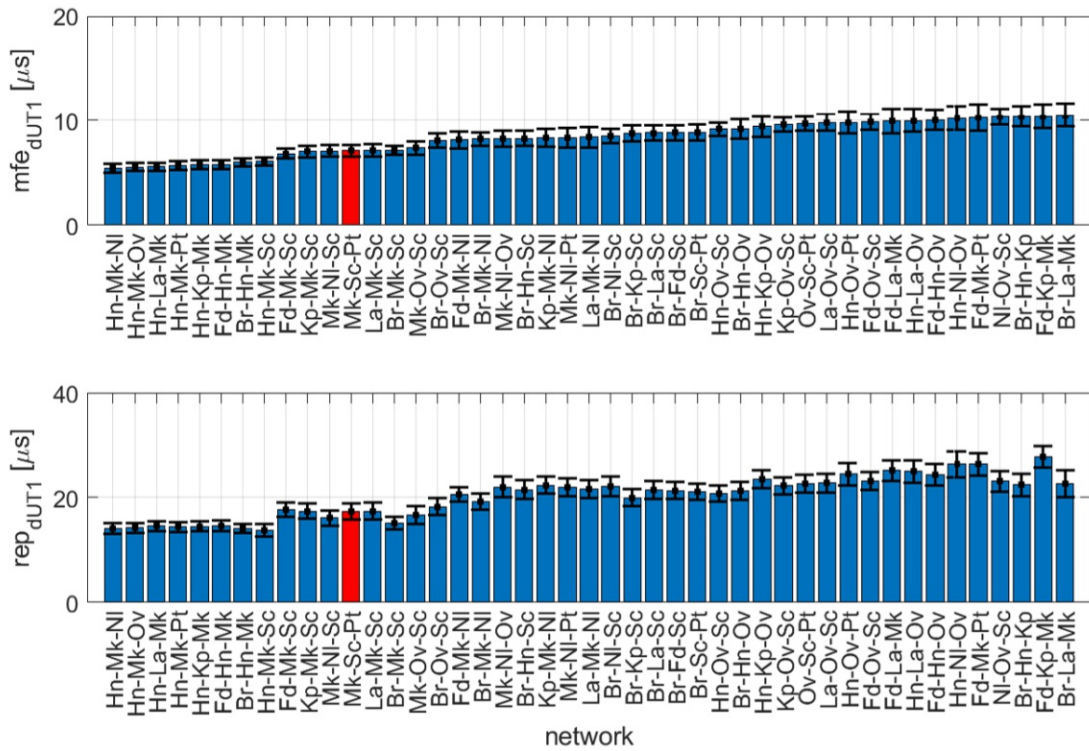 20
10
0
mfe_dUT1 [μs]
Hn-Mk-Nl
Hn-Mk-Ov
Hn-La-Mk
Hn-Mk-Pt
Hn-Kp-Mk
Fd-Hn-Mk
Br-Hn-Mk
Hn-Mk-Sc
Fd-Mk-Sc
Kp-Mk-Sc
Mk-Nl-Sc
Mk-Sc-Pt
La-Mk-Sc
Br-Mk-Sc
Mk-Ov-Sc
Br-Ov-Sc
Fd-Mk-Nl
Br-Mk-Nl
Mk-Nl-Ov
Br-Hn-Sc
Kp-Mk-Nl
Mk-Nl-Pt
La-Mk-Nl
Br-Nl-Sc
Br-Kp-Sc
Br-La-Sc
Br-Fd-Sc
Br-Sc-Pt
Hn-Ov-Sc
Br-Hn-Ov
Hn-Kp-Ov
Kp-Ov-Sc
Ov-Sc-Pt
La-Ov-Sc
Hn-Ov-Pt
Fd-Ov-Sc
Fd-La-Mk
Hn-La-Ov
Fd-Hn-Ov
Hn-Nl-Ov
Fd-Mk-Pt
Nl-Ov-Sc
Br-Hn-Kp
Fd-Kp-Mk
Br-La-Mk
40
20
0
rep_dUT1 [μs]
Hn-Mk-Nl
Hn-Mk-Ov
Hn-La-Mk
Hn-Mk-Pt
Hn-Kp-Mk
Fd-Hn-Mk
Br-Hn-Mk
Hn-Mk-Sc
Fd-Mk-Sc
Kp-Mk-Sc
Mk-Nl-Sc
Mk-Sc-Pt
La-Mk-Sc
Br-Mk-Sc
Mk-Ov-Sc
Br-Ov-Sc
Fd-Mk-Nl
Br-Mk-Nl
Mk-Nl-Ov
Br-Hn-Sc
Kp-Mk-Nl
Mk-Nl-Pt
La-Mk-Nl
Br-Nl-Sc
Br-Kp-Sc
Br-La-Sc
Br-Fd-Sc
Br-Sc-Pt
Hn-Ov-Sc
Br-Hn-Ov
Hn-Kp-Ov
Kp-Ov-Sc
Ov-Sc-Pt
La-Ov-Sc
Hn-Ov-Pt
Fd-Ov-Sc
Fd-La-Mk
Hn-La-Ov
Fd-Hn-Ov
Hn-Nl-Ov
Fd-Mk-Pt
Nl-Ov-Sc
Br-Hn-Kp
Fd-Kp-Mk
Br-La-Mk
network